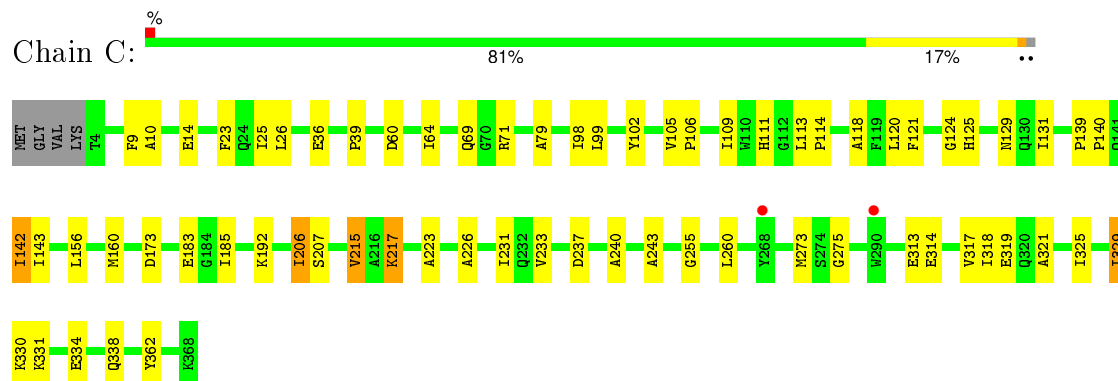 %
Chain C:
81% 17% ••
MET GLY VAL LYS T4 F9 A10 E14 F23 Q24 I25 L26 E36 P39 D60 I64 Q69 G70 R71 A79 I98 L99 Y102 V105 P106 I109 W110 H111 G112 L113 P114 A118 F119 L120 F121 G124 H125 N129 Q130 I131 P139 P140
I142 I143 L156 M160 D173 E183 G184 I185 K192 I206 S207 V215 A216 K217 A223 A226 I231 Q232 V233 D237 A240 A243 G255 L260 Y268 M273 S274 G275 W290 E313 E314 V317 I318 E319 Q320 A321 I325
K330 K331 E334 Q338 Y362 K368